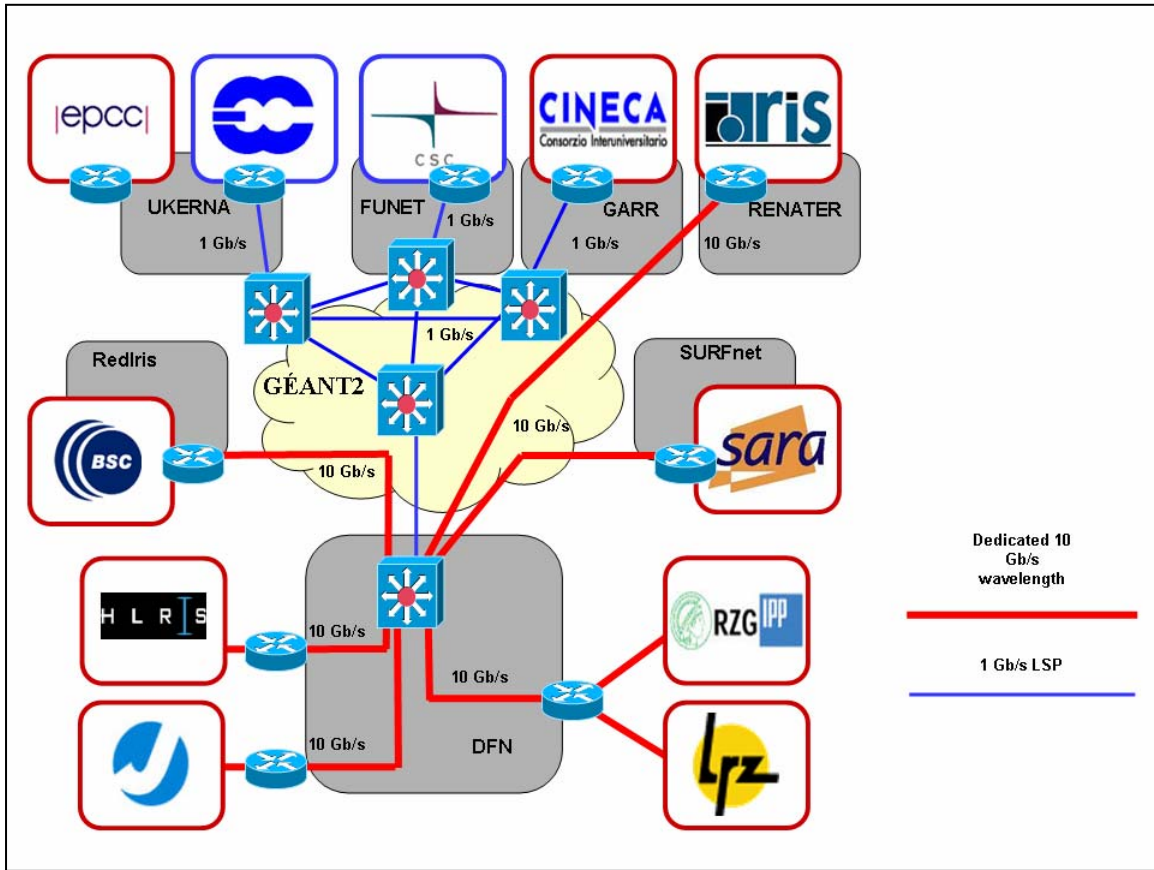 |epcc|
CSC
CINECA
Consorzio Interuniversitario
idris
UKERNA
1 Gb/s
FUNET
1 Gb/s
GARR
1 Gb/s
RENATER
10 Gb/s
1 Gb/s
RedIris
GÉANT2
SURFnet
10 Gb/s
BSC
sara
10 Gb/s
Dedicated 10
Gb/s
wavelength
HLRIS
10 Gb/s
RZG
IPP
1 Gb/s LSP
10 Gb/s
J
10 Gb/s
DFN
lrz